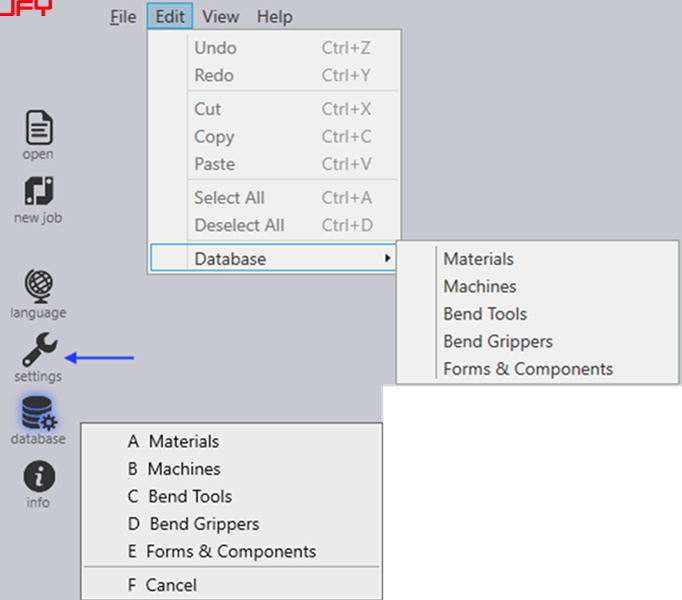 File Edit View Help
Undo Ctrl+Z
Redo Ctrl+Y
Cut Ctrl+X
Copy Ctrl+C
Paste Ctrl+V
Select All Ctrl+A
Deselect All Ctrl+D
Database
Materials
Machines
Bend Tools
Bend Grippers
Forms & Components
open
new job
language
settings
database
info
A Materials
B Machines
C Bend Tools
D Bend Grippers
E Forms & Components
F Cancel